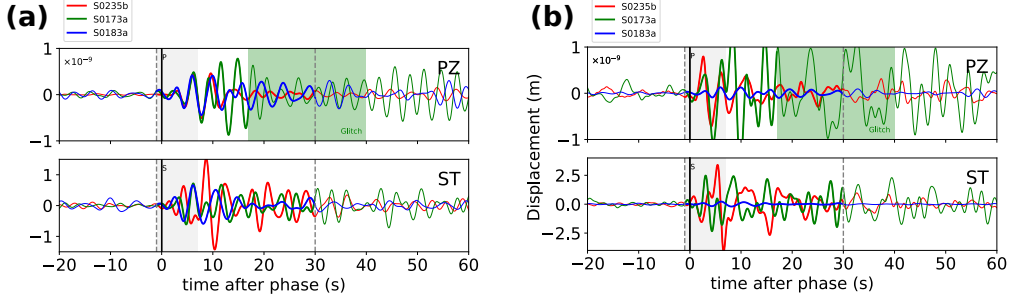 (a)
S0235b
S0173a
S0183a
×10⁻⁹
P
PZ
Glitch
1
0
−1
S
ST
1
0
−1
−20 −10 0 10 20 30 40 50 60
time after phase (s)
(b)
S0235b
S0173a
S0183a
×10⁻⁹
P
PZ
Glitch
1
0
−1
Displacement (m)
S
ST
2.5
0.0
−2.5
−20 −10 0 10 20 30 40 50 60
time after phase (s)